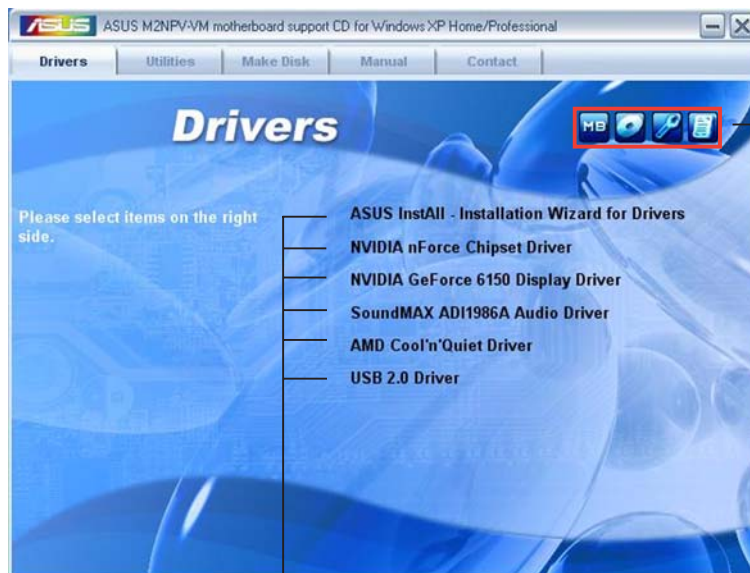 ASUS ASUS M2NPV-VM motherboard support CD for Windows XP Home/Professional
Drivers Utilities Make Disk Manual Contact
Drivers
MB
Please select items on the right
side.
ASUS InstAll - Installation Wizard for Drivers
NVIDIA nForce Chipset Driver
NVIDIA GeForce 6150 Display Driver
SoundMAX ADI1986A Audio Driver
AMD Cool'n'Quiet Driver
USB 2.0 Driver